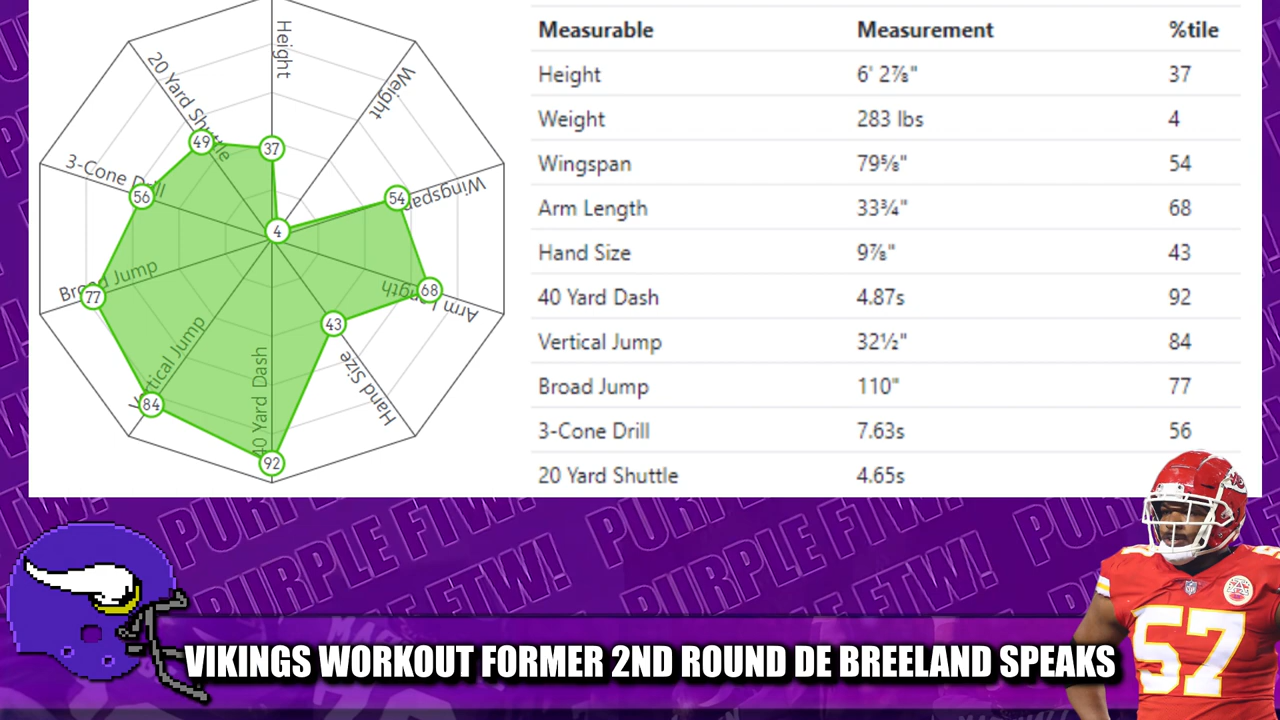 Measurable Measurement %tile
Height 6' 2⅞" 37
Weight 283 lbs 4
Wingspan 79⅝" 54
Arm Length 33¾" 68
Hand Size 9⅞" 43
40 Yard Dash 4.87s 92
Vertical Jump 32½" 84
Broad Jump 110" 77
3-Cone Drill 7.63s 56
20 Yard Shuttle 4.65s
Height
Weight
Wingspan
Arm Length
Hand Size
40 Yard Dash
Vertical Jump
Broad Jump
3-Cone Drill
20 Yard Shuttle
37
4
54
68
43
92
84
77
56
49
PURPLE FTW!
PURPLE FTW!
57
VIKINGS WORKOUT FORMER 2ND ROUND DE BREELAND SPEAKS